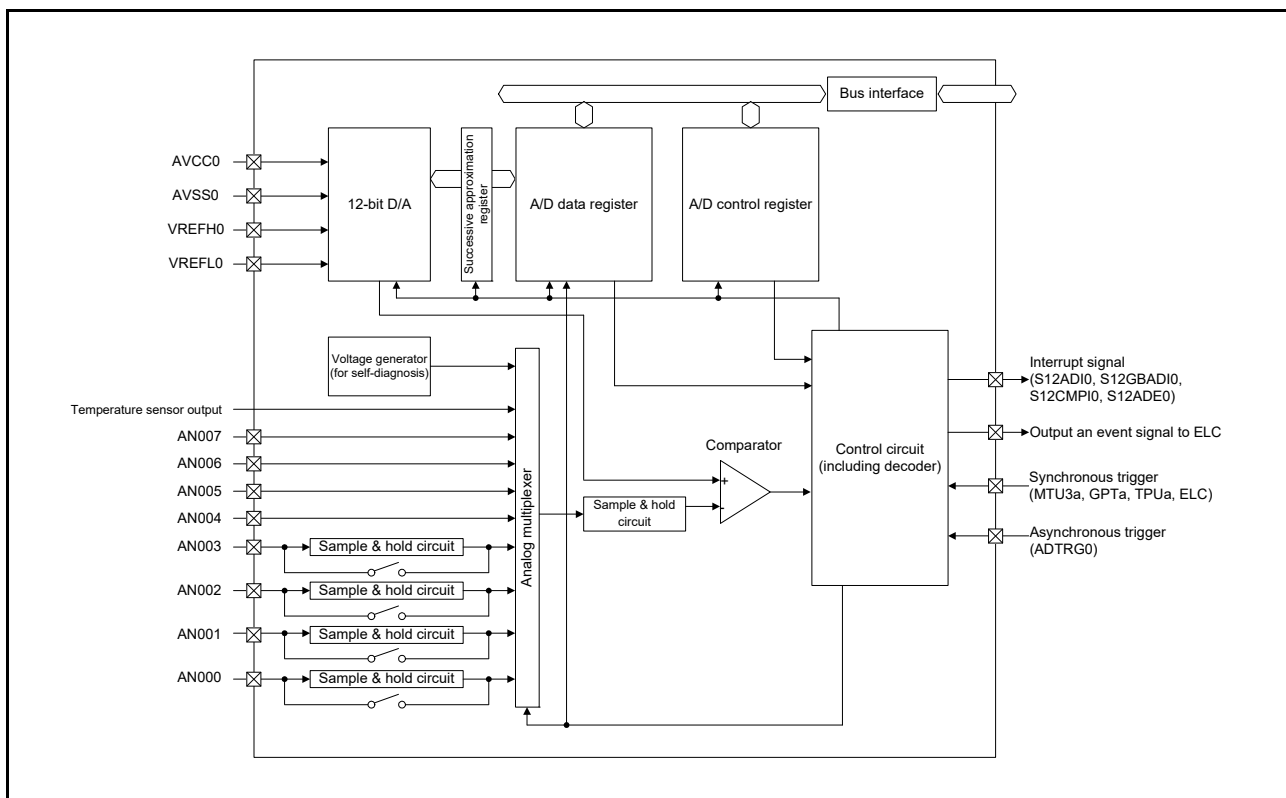 Bus interface
AVCC0
AVSS0
VREFH0
VREFL0
12-bit D/A
Successive approximation
register
A/D data register
A/D control register
Voltage generator
(for self-diagnosis)
Temperature sensor output
AN007
AN006
AN005
AN004
AN003
AN002
AN001
AN000
Sample & hold circuit
Sample & hold circuit
Sample & hold circuit
Sample & hold circuit
Analog multiplexer
Sample & hold
circuit
Comparator
+
-
Control circuit
(including decoder)
Interrupt signal
(S12ADI0, S12GBADI0,
S12CMPI0, S12ADE0)
Output an event signal to ELC
Synchronous trigger
(MTU3a, GPTa, TPUa, ELC)
Asynchronous trigger
(ADTRG0)